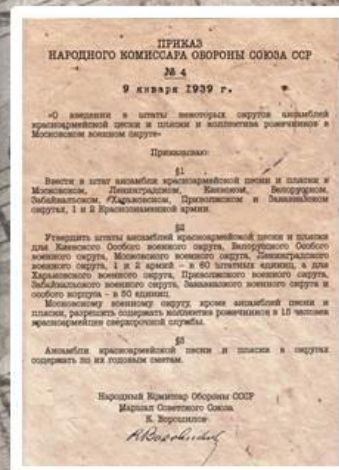 ПРИКАЗ
НАРОДНОГО КОМИССАРА ОБОРОНЫ СОЮЗА ССР
№ 4
9 января 1939 г.
«О введении в штаты некоторых округов ансамблей
красноармейской песни и пляски и коллектива рожечников в
Московском военном округе»
Приказываю:
§1
Ввести в штат ансамбли красноармейской песни и пляски в
Московском, Ленинградском, Киевском, Белорусском,
Забайкальском, Харьковском, Приволжском и Закавказском
округах, 1 и 2 Краснознаменной армии.
§2
Утвердить штаты ансамблей красноармейской песни и пляски
для Киевского Особого военного округа, Белорусского Особого
военного округа, Московского военного округа, Ленинградского
военного округа, 1 и 2 армий – в 60 штатных единиц, а для
Харьковского военного округа, Приволжского военного округа,
Забайкальского военного округа, Закавказского военного округа и
особого корпуса – в 50 единиц.
Московскому военному округу, кроме ансамблей песни и
пляски, разрешить содержать коллектив рожечников в 15 человек
красноармейцев сверхсрочной службы.
§3
Ансамбли красноармейской песни и пляски в округах
содержать по их годовым сметам.
Народный Комиссар Обороны СССР
Маршал Советского Союза
К. Ворошилов
КВорошилов